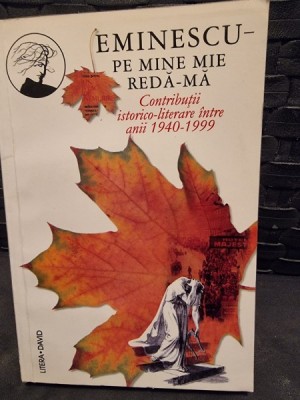 EMINESCU–
PE MINE MIE
REDĂ-MĂ
Contribuții
istorico-literare între
anii 1940-1999
LITERA • DAVID